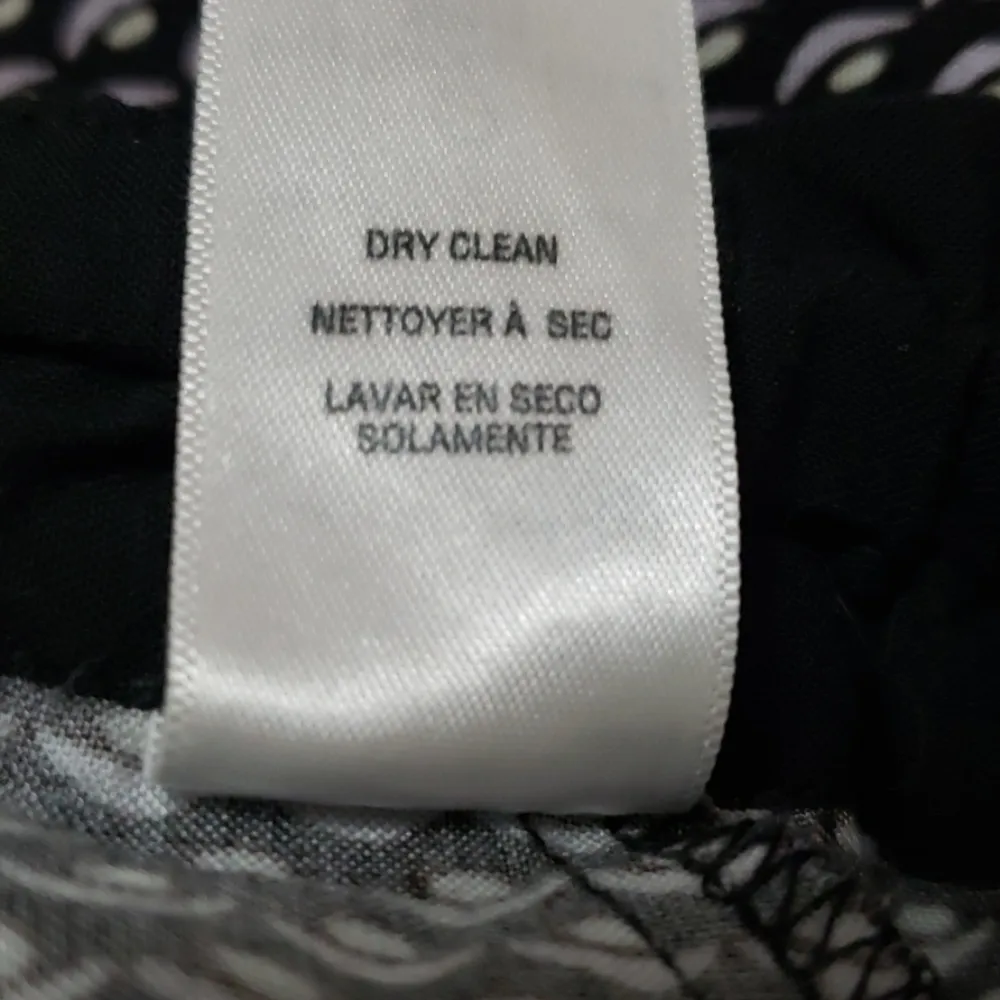 DRY CLEAN
NETTOYER À SEC
LAVAR EN SECO
SOLAMENTE